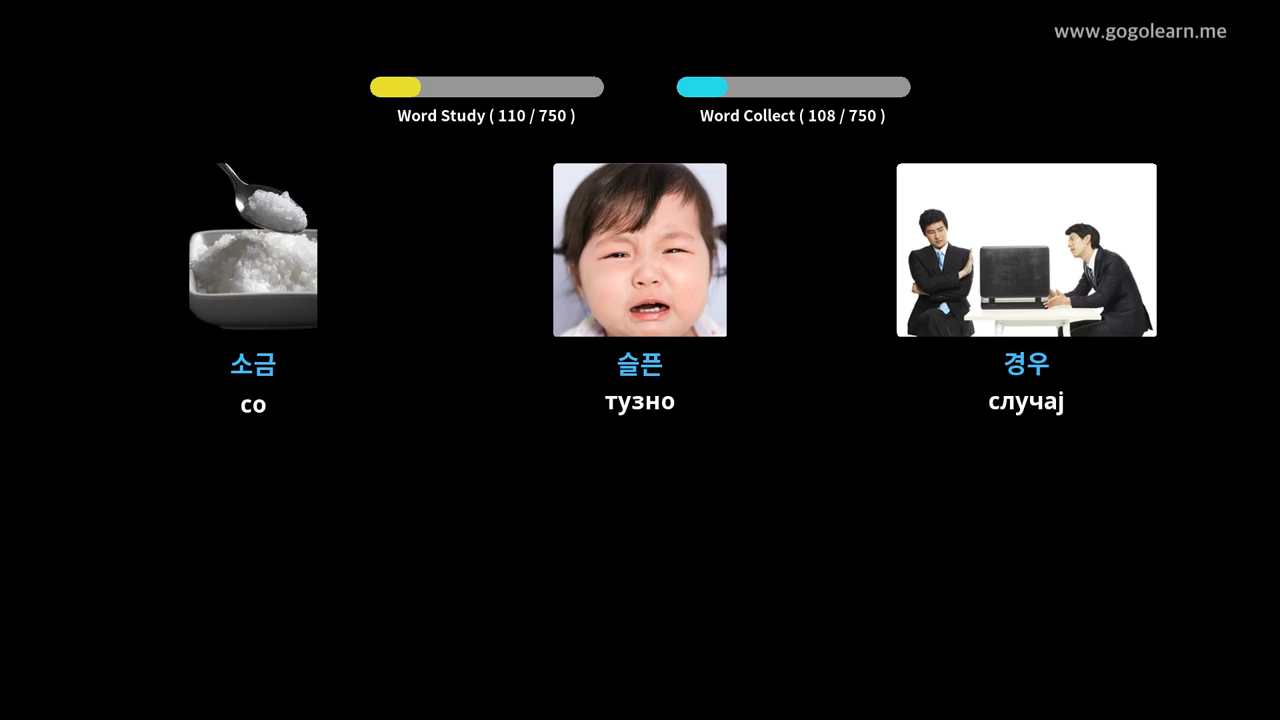 www.gogolearn.me
Word Study ( 110 / 750 )
Word Collect ( 108 / 750 )
소금
슬픈
경우
со
тузно
случај